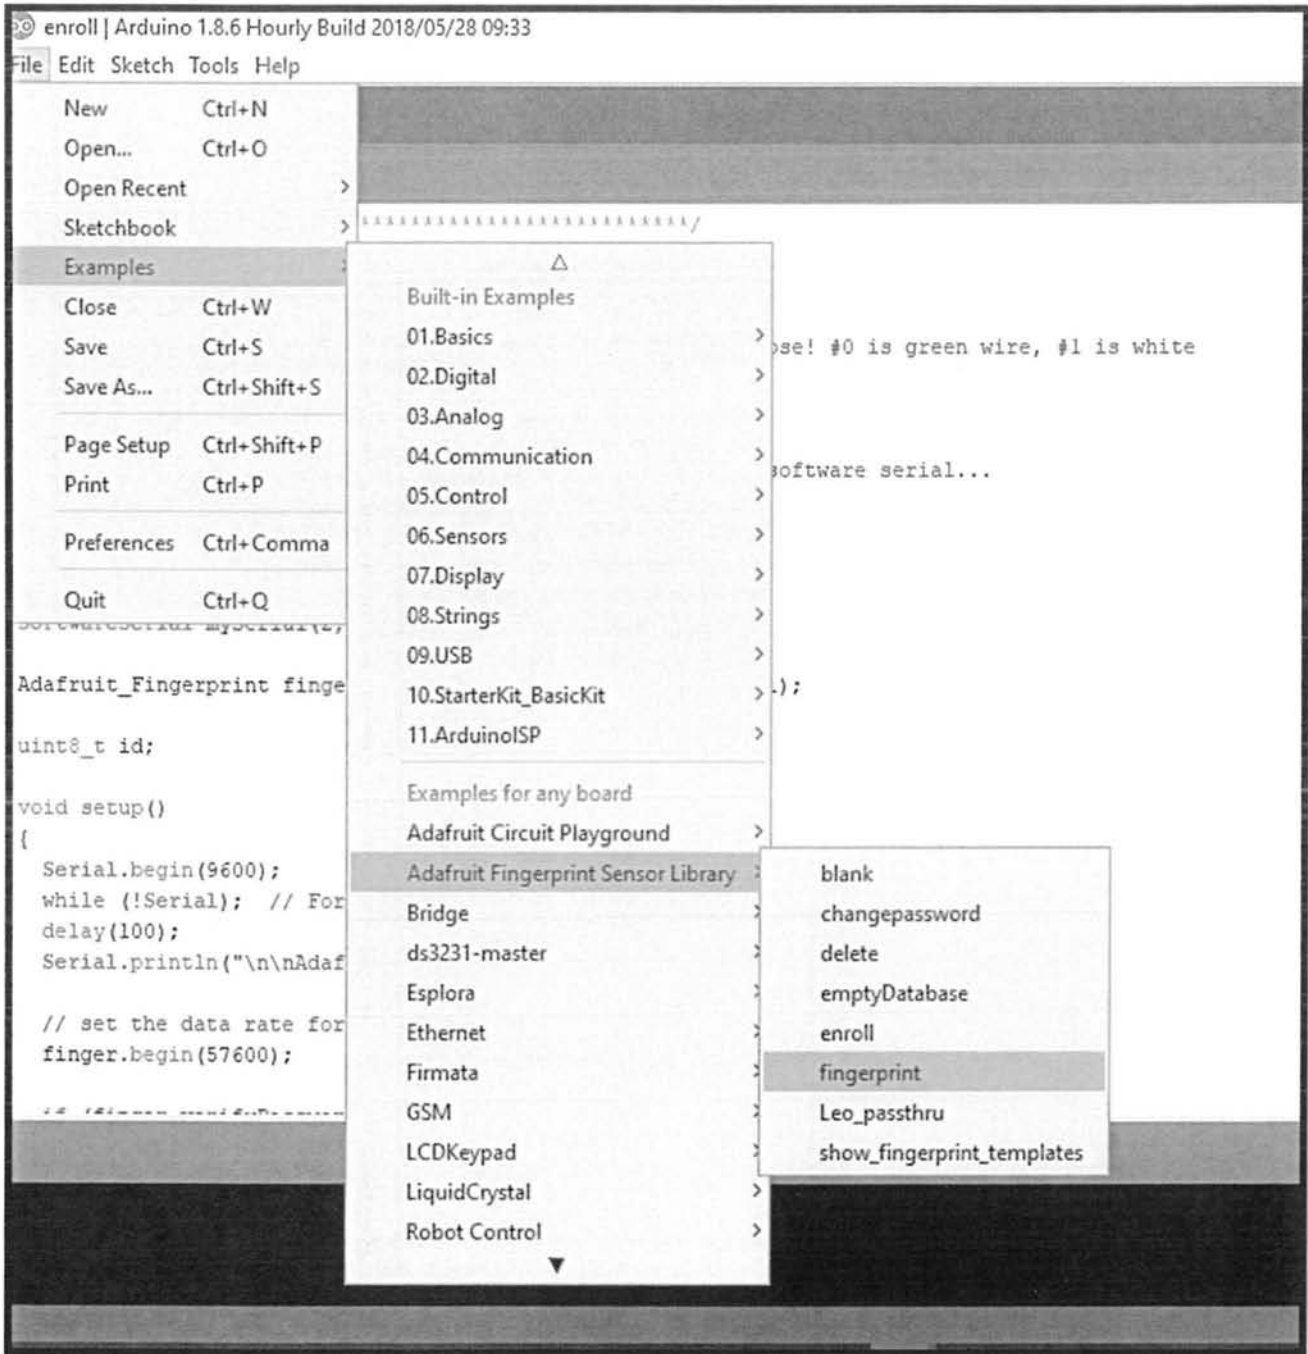 enroll | Arduino 1.8.6 Hourly Build 2018/05/28 09:33
File Edit Sketch Tools Help
New Ctrl+N
Open... Ctrl+O
Open Recent >
Sketchbook >
Examples
Close Ctrl+W
Save Ctrl+S
Save As... Ctrl+Shift+S
Page Setup Ctrl+Shift+P
Print Ctrl+P
Preferences Ctrl+Comma
Quit Ctrl+Q
Built-in Examples
01.Basics >
02.Digital >
03.Analog >
04.Communication >
05.Control >
06.Sensors >
07.Display >
08.Strings >
09.USB >
10.StarterKit_BasicKit >
11.ArduinoISP >
Examples for any board
Adafruit Circuit Playground >
Adafruit Fingerprint Sensor Library
Bridge >
ds3231-master >
Esplora >
Ethernet >
Firmata >
GSM >
LCDKeypad >
LiquidCrystal >
Robot Control >
blank
changepassword
delete
emptyDatabase
enroll
fingerprint
Leo_passthru
show_fingerprint_templates
ose! #0 is green wire, #1 is white
software serial...
Adafruit_Fingerprint finge
);
uint8_t id;
void setup()
{
Serial.begin(9600);
while (!Serial); // For
delay(100);
Serial.println("\n\nAdaf
// set the data rate for
finger.begin(57600);